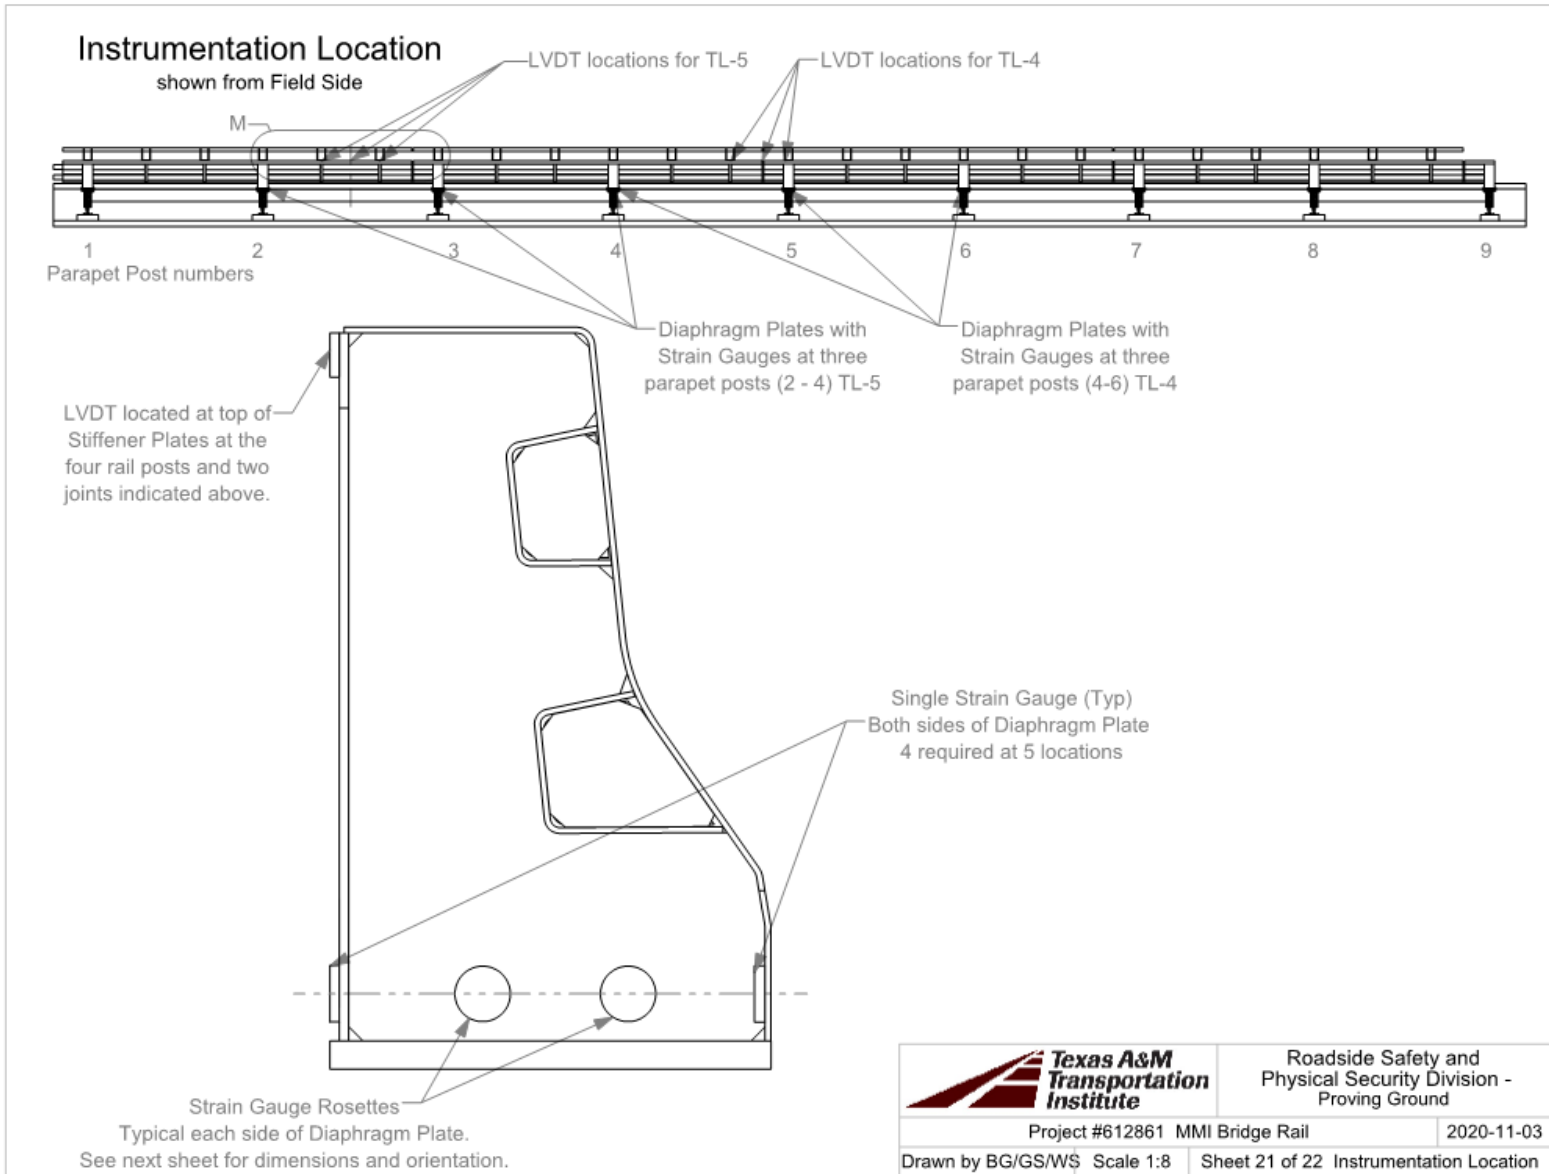 Instrumentation Location
shown from Field Side
LVDT locations for TL-5
LVDT locations for TL-4
M
1
2
3
4
5
6
7
8
9
Parapet Post numbers
Diaphragm Plates with
Strain Gauges at three
parapet posts (2 - 4) TL-5
Diaphragm Plates with
Strain Gauges at three
parapet posts (4-6) TL-4
LVDT located at top of
Stiffener Plates at the
four rail posts and two
joints indicated above.
Single Strain Gauge (Typ)
Both sides of Diaphragm Plate
4 required at 5 locations
Strain Gauge Rosettes
Typical each side of Diaphragm Plate.
See next sheet for dimensions and orientation.
Texas A&M
Transportation
Institute
Roadside Safety and
Physical Security Division -
Proving Ground
Project #612861 MMI Bridge Rail
2020-11-03
Drawn by BG/GS/WS
Scale 1:8
Sheet 21 of 22
Instrumentation Location